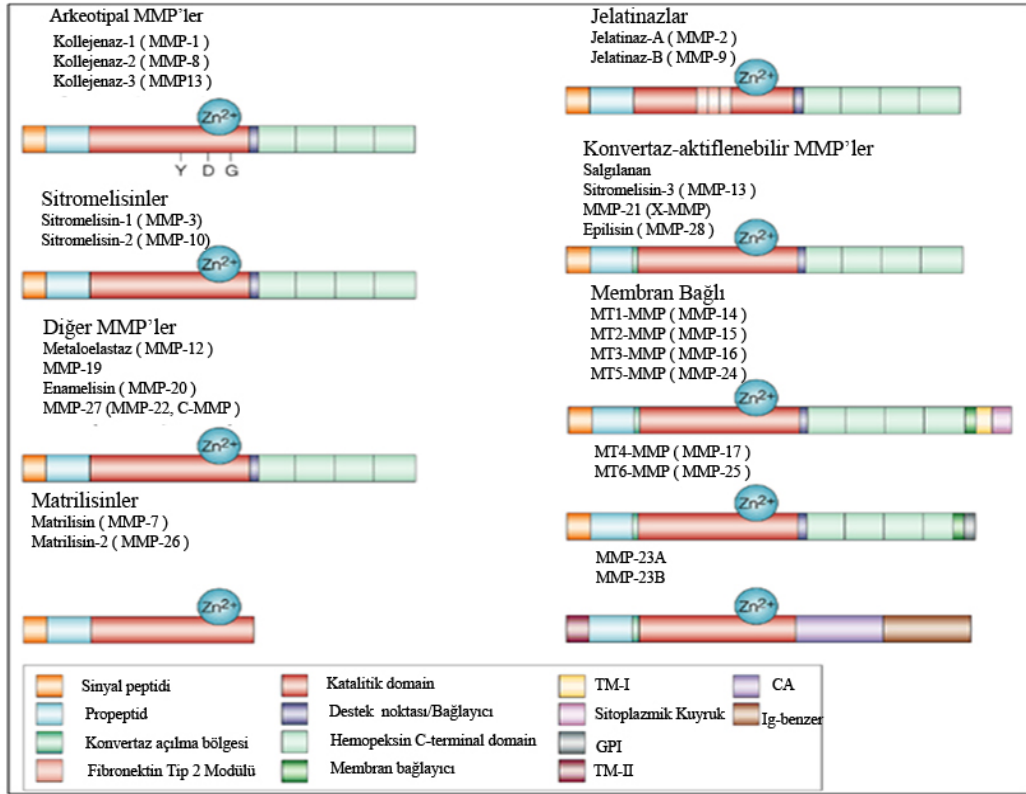 Arkeotipal MMP'ler
Kollejenaz-1 ( MMP-1 )
Kollejenaz-2 ( MMP-8 )
Kollejenaz-3 ( MMP13 )
Zn2+
Y D G
Sitromelisinler
Sitromelisin-1 ( MMP-3)
Sitromelisin-2 ( MMP-10)
Zn2+
Diğer MMP'ler
Metaloelastaz ( MMP-12 )
MMP-19
Enamelisin ( MMP-20 )
MMP-27 (MMP-22, C-MMP )
Zn2+
Matrilisinler
Matrilisin ( MMP-7 )
Matrilisin-2 ( MMP-26 )
Zn2+
Jelatinazlar
Jelatinaz-A ( MMP-2 )
Jelatinaz-B ( MMP-9 )
Zn2+
Konvertaz-aktiflenebilir MMP'ler
Salgılanan
Sitromelisin-3 ( MMP-13 )
MMP-21 (X-MMP)
Epilisin ( MMP-28 )
Zn2+
Membran Bağlı
MT1-MMP ( MMP-14 )
MT2-MMP ( MMP-15 )
MT3-MMP ( MMP-16 )
MT5-MMP ( MMP-24 )
Zn2+
MT4-MMP ( MMP-17 )
MT6-MMP ( MMP-25 )
Zn2+
MMP-23A
MMP-23B
Zn2+
Sinyal peptidi
Propeptid
Konvertaz açılma bölgesi
Fibronektin Tip 2 Modülü
Katalitik domain
Destek noktası/Bağlayıcı
Hemopeksin C-terminal domain
Membran bağlayıcı
TM-I
Sitoplazmik Kuyruk
GPI
TM-II
CA
Ig-benzer